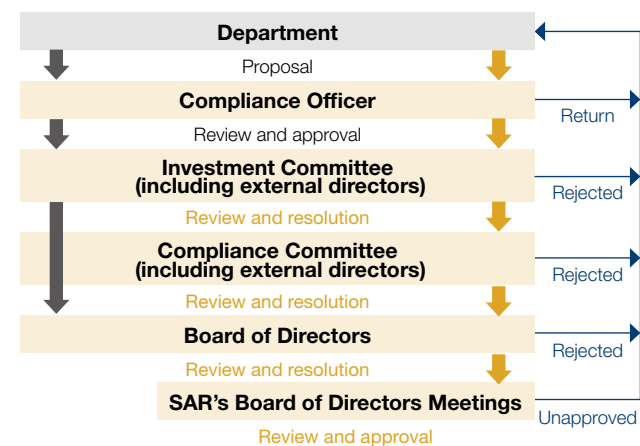 Department
Proposal
Compliance Officer
Return
Review and approval
Investment Committee
(including external directors)
Rejected
Review and resolution
Compliance Committee
(including external directors)
Rejected
Review and resolution
Board of Directors
Rejected
Review and resolution
SAR's Board of Directors Meetings
Unapproved
Review and approval